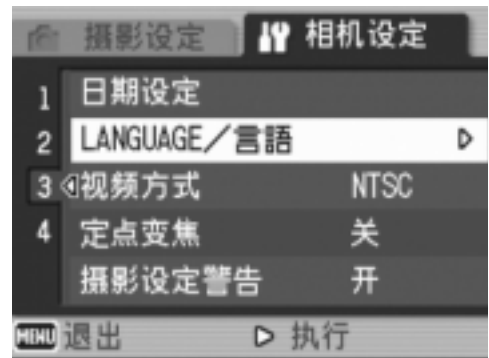 摄影设定 相机设定
1 日期设定
2 LANGUAGE／言語
3 视频方式 NTSC
4 定点变焦 关
摄影设定警告 开
MENU 退出 执行